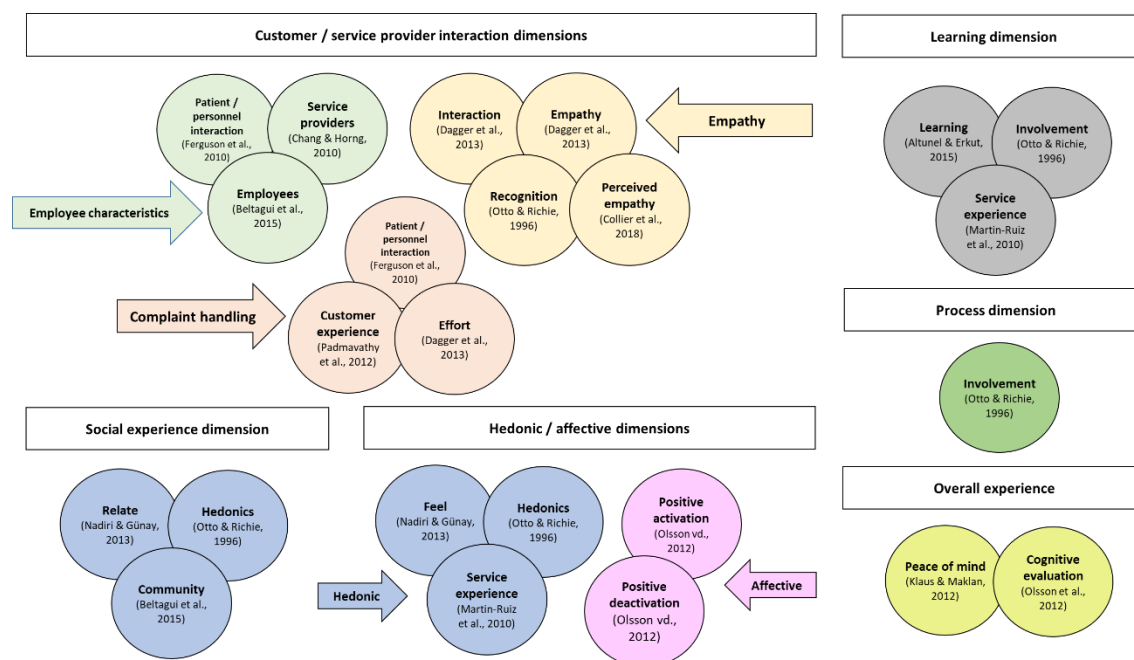 Customer / service provider interaction dimensions
Patient /
personnel
interaction
(Ferguson et al.,
2010)
Service
providers
(Chang & Horng,
2010)
Employees
(Beltagui et al.,
2015)
Employee characteristics
Interaction
(Dagger et al.,
2013)
Empathy
(Dagger et al.,
2013)
Recognition
(Otto & Richie,
1996)
Perceived
empathy
(Collier et al.,
2018)
Empathy
Patient /
personnel
interaction
(Ferguson et al.,
2010)
Customer
experience
(Padmavathy
et al., 2012)
Effort
(Dagger et al.,
2013)
Complaint handling
Learning dimension
Learning
(Altunel & Erkut,
2015)
Involvement
(Otto & Richie,
1996)
Service
experience
(Martin-Ruiz
et al., 2010)
Process dimension
Involvement
(Otto & Richie,
1996)
Social experience dimension
Relate
(Nadiri & Günay,
2013)
Hedonics
(Otto & Richie,
1996)
Community
(Beltagui et al.,
2015)
Hedonic / affective dimensions
Feel
(Nadiri & Günay,
2013)
Hedonics
(Otto & Richie,
1996)
Service
experience
(Martin-Ruiz
et al., 2010)
Hedonic
Positive
activation
(Olsson vd.,
2012)
Positive
deactivation
(Olsson vd.,
2012)
Affective
Overall experience
Peace of mind
(Klaus & Maklan,
2012)
Cognitive
evaluation
(Olsson et al.,
2012)